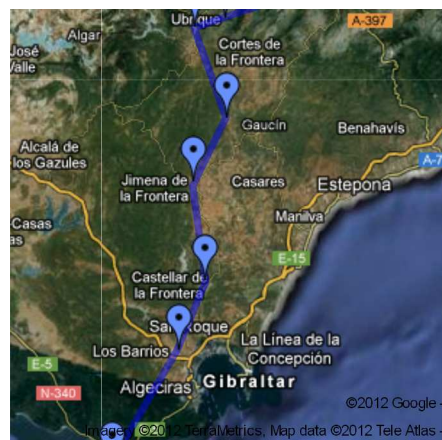 Ubrique
A-397
Algar
José
Valle
Cortes de
la Frontera
Gaucín
Benahavís
Alcalá de
los Gazules
A-7
Jimena de
la Frontera
Casares
Estepona
Casas
as
Manilva
E-15
Castellar de
la Frontera
San Roque
La Línea de la
Concepción
Los Barrios
E-5
Algeciras
Gibraltar
N-340
©2012 Google -
Imagery ©2012 TerraMetrics, Map data ©2012 Tele Atlas -